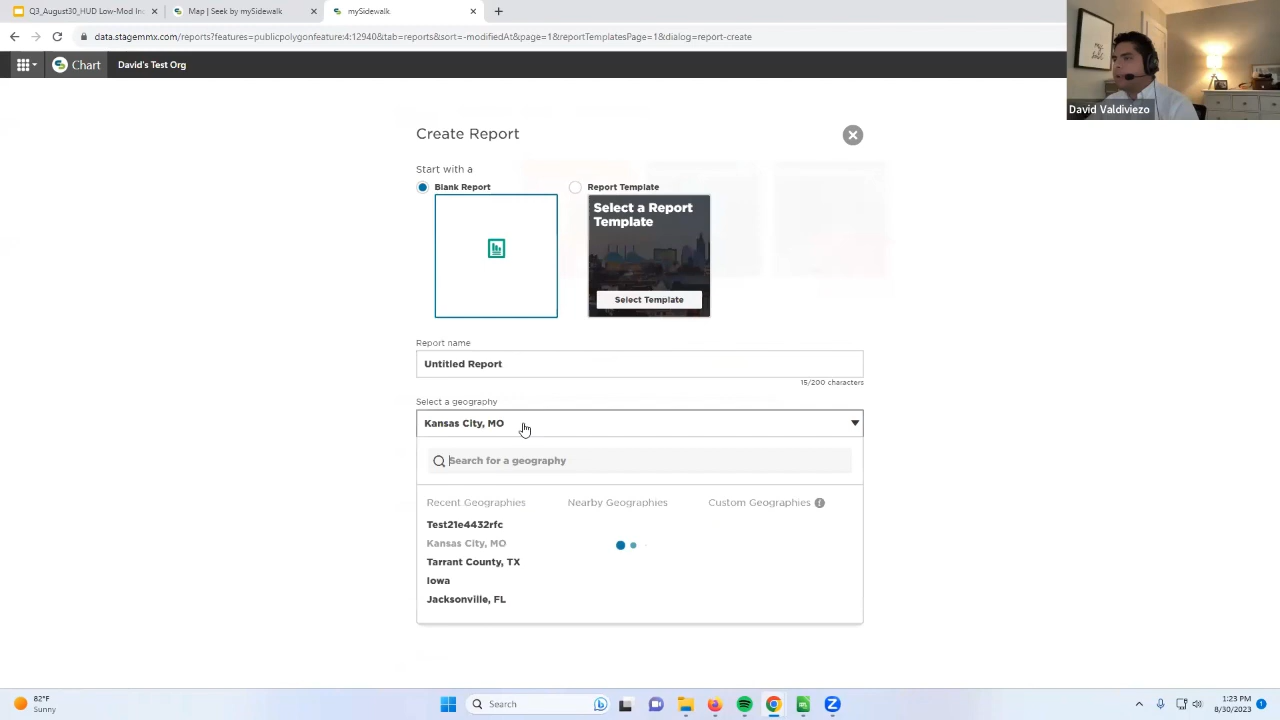 Q3_August30_HUD Low-Mod In
Map | Seek by mySidewalk
mySidewalk
data.stagemmx.com/reports?features=publicpolygonfeature:4:12940&tab=reports&sort=-modifiedAt&page=1&reportTemplatesPage=1&dialog=report-create
Chart
David's Test Org
David Valdiviezo
Create Report
Start with a
Blank Report
Report Template
Select a Report
Template
Select Template
Report name
Untitled Report
15/200 characters
Select a geography
Kansas City, MO
Search for a geography
Recent Geographies
Nearby Geographies
Custom Geographies
Test21e4432rfc
Kansas City, MO
Tarrant County, TX
Iowa
Jacksonville, FL
82°F
Sunny
Search
1:23 PM
8/30/2023